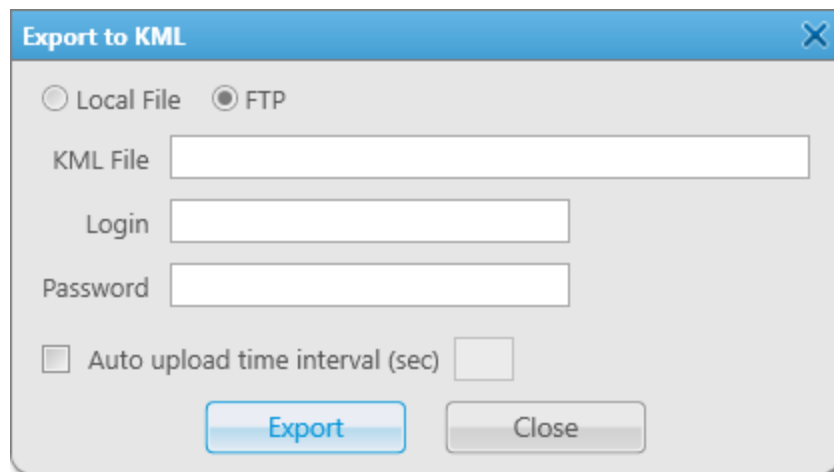 Export to KML
Local File FTP
KML File
Login
Password
Auto upload time interval (sec)
Export Close